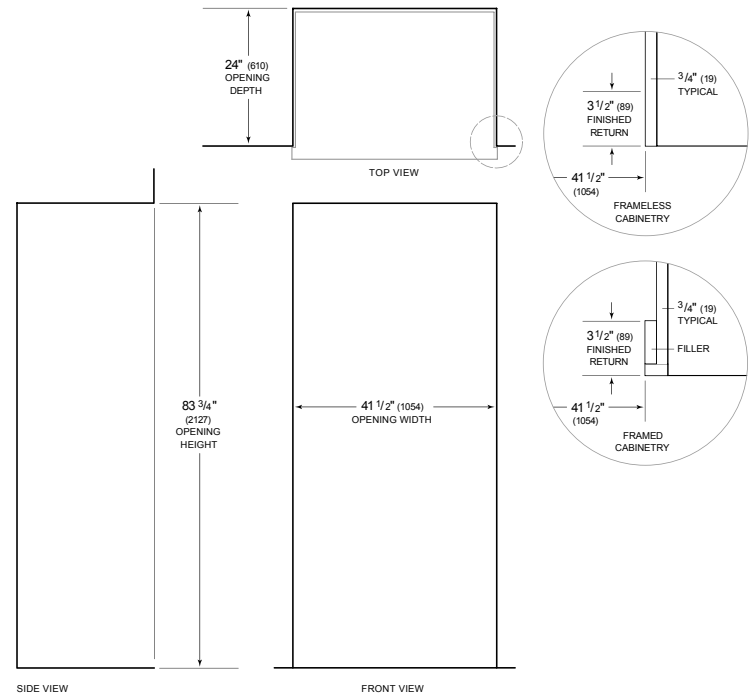 24" (610)
OPENING
DEPTH
TOP VIEW
3/4" (19)
TYPICAL
3 1/2" (89)
FINISHED
RETURN
41 1/2"
(1054)
FRAMELESS
CABINETRY
3/4" (19)
TYPICAL
3 1/2" (89)
FINISHED
RETURN
FILLER
41 1/2"
(1054)
FRAMED
CABINETRY
83 3/4"
(2127)
OPENING
HEIGHT
41 1/2" (1054)
OPENING WIDTH
SIDE VIEW
FRONT VIEW